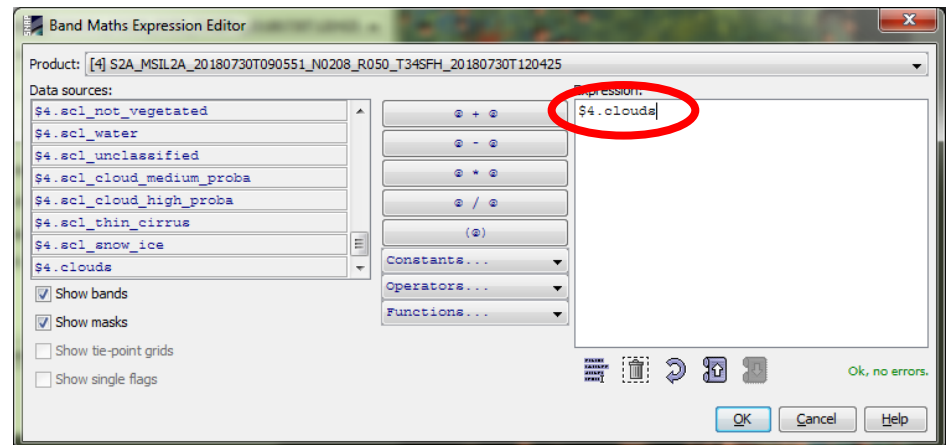 Band Maths Expression Editor
Product: [4] S2A_MSIL2A_20180730T090551_N0208_R050_T34SFH_20180730T120425
Data sources:
Expression:
$4.scl_not_vegetated
$4.scl_water
$4.scl_unclassified
$4.scl_cloud_medium_proba
$4.scl_cloud_high_proba
$4.scl_thin_cirrus
$4.scl_snow_ice
$4.clouds
@ + @
@ - @
@ * @
@ / @
(@)
Constants...
Operators...
Functions...
$4.clouds
Show bands
Show masks
Show tie-point grids
Show single flags
Ok, no errors.
OK Cancel Help